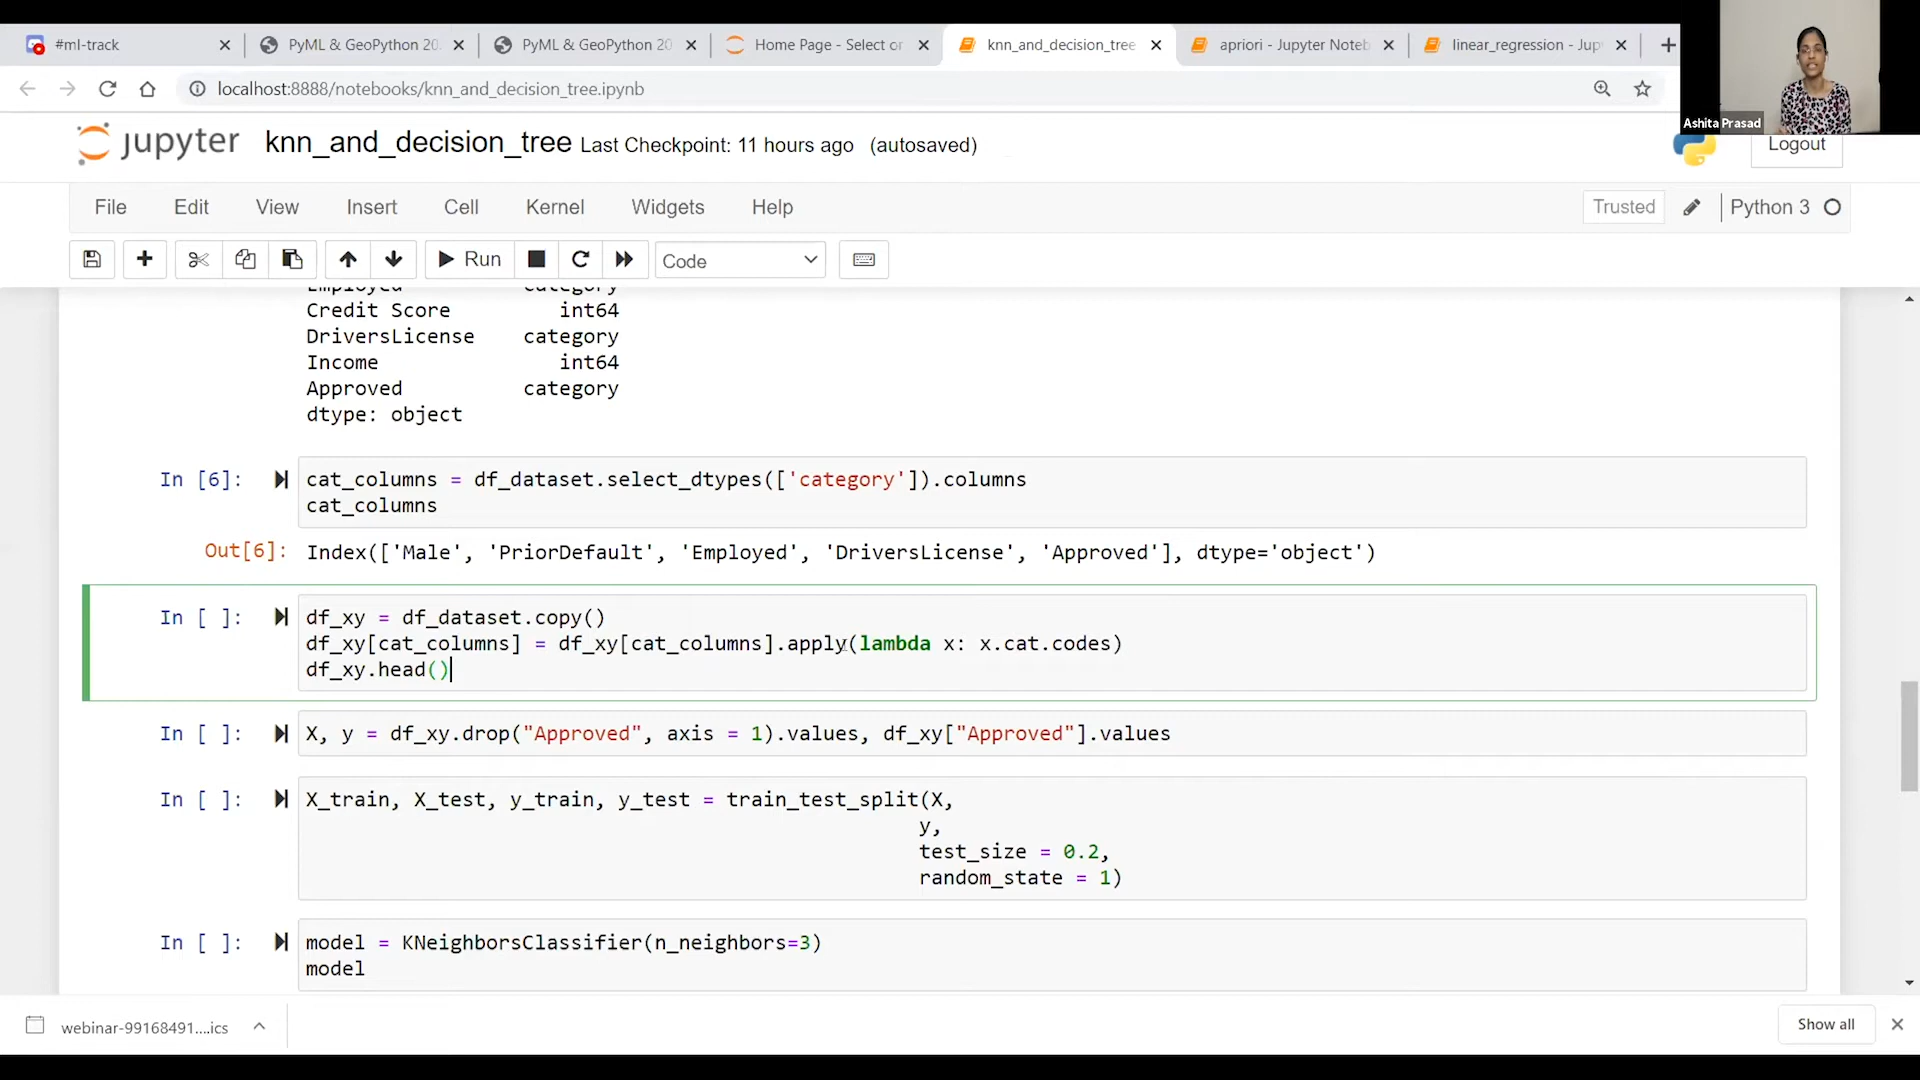 #ml-track
PyML & GeoPython 20
PyML & GeoPython 20
Home Page - Select or
knn_and_decision_tree
apriori - Jupyter Noteb
linear_regression - Jup
localhost:8888/notebooks/knn_and_decision_tree.ipynb
Ashita Prasad
jupyter knn_and_decision_tree Last Checkpoint: 11 hours ago (autosaved)
Logout
File Edit View Insert Cell Kernel Widgets Help
Trusted Python 3
Run Code
Employed category
Credit Score int64
DriversLicense category
Income int64
Approved category
dtype: object
In [6]: cat_columns = df_dataset.select_dtypes(['category']).columns
cat_columns
Out[6]: Index(['Male', 'PriorDefault', 'Employed', 'DriversLicense', 'Approved'], dtype='object')
In [ ]: df_xy = df_dataset.copy()
df_xy[cat_columns] = df_xy[cat_columns].apply(lambda x: x.cat.codes)
df_xy.head()
In [ ]: X, y = df_xy.drop("Approved", axis = 1).values, df_xy["Approved"].values
In [ ]: X_train, X_test, y_train, y_test = train_test_split(X,
y,
test_size = 0.2,
random_state = 1)
In [ ]: model = KNeighborsClassifier(n_neighbors=3)
model
webinar-99168491....ics
Show all